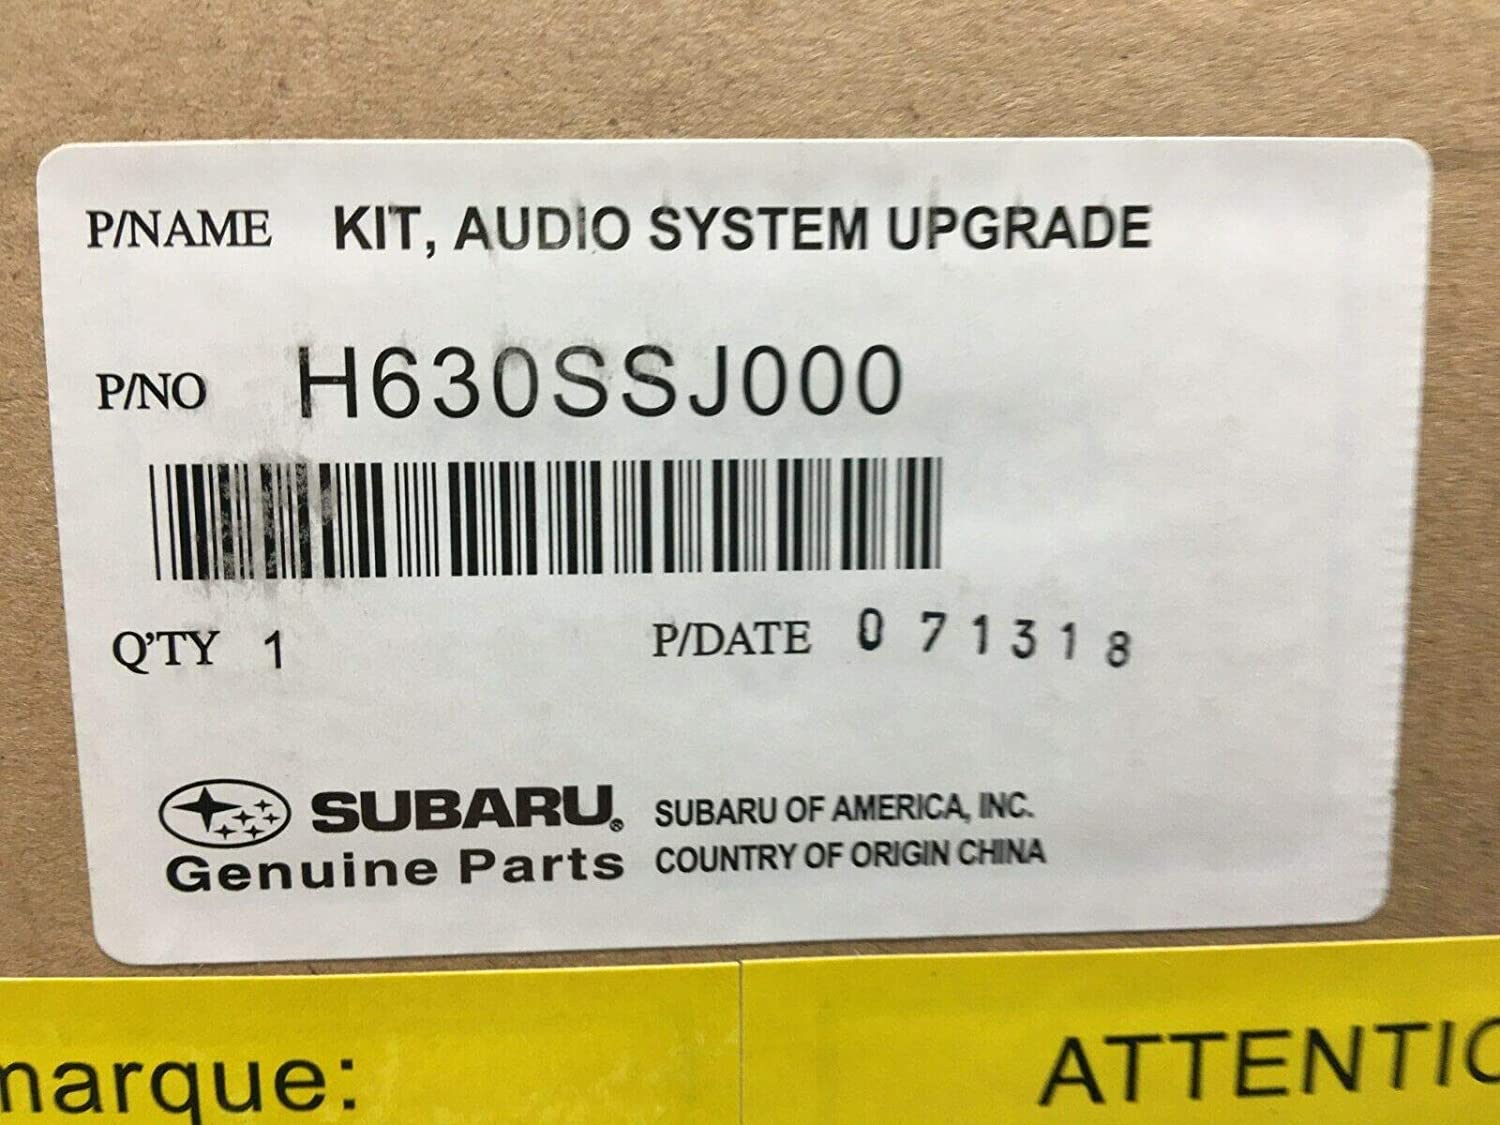 P/NAME KIT, AUDIO SYSTEM UPGRADE
P/NO H630SSJ000
Q'TY 1 P/DATE 071318
SUBARU® SUBARU OF AMERICA, INC.
Genuine Parts COUNTRY OF ORIGIN CHINA
marque: ATTENTIO